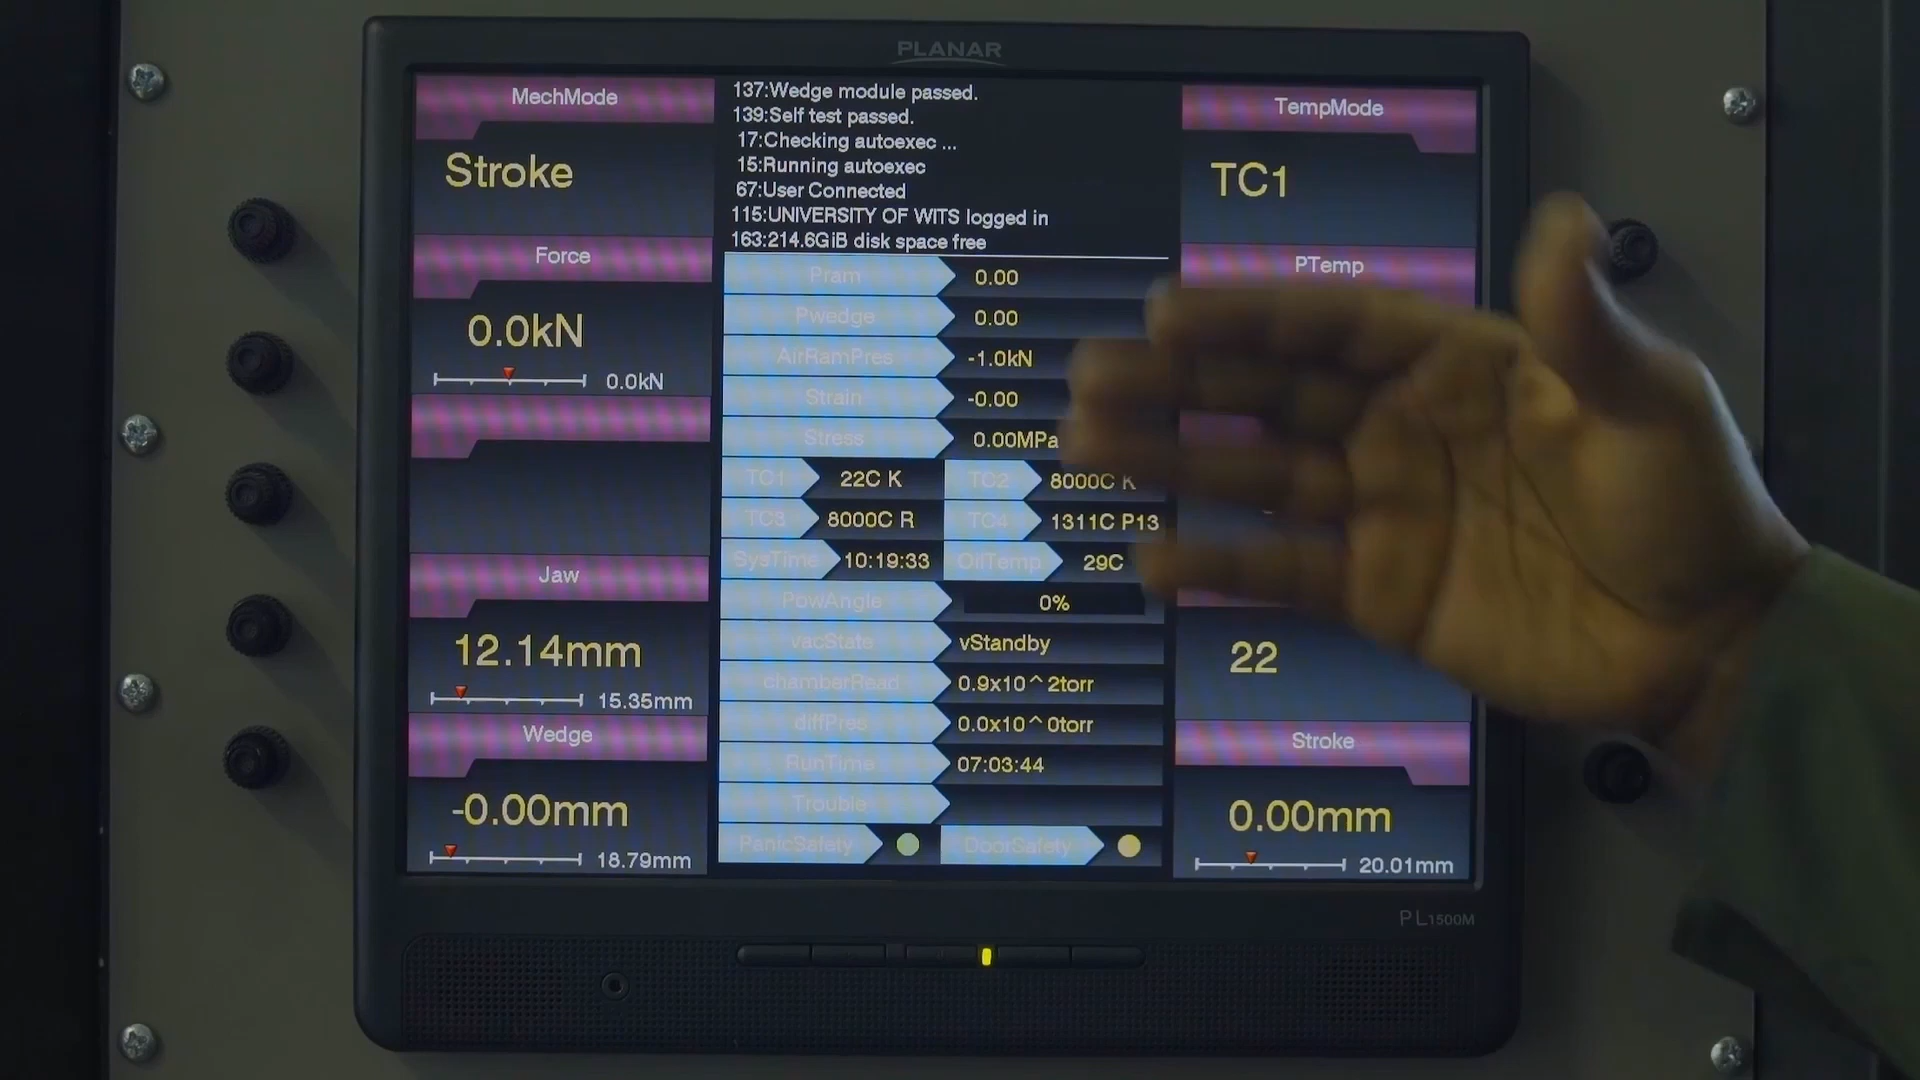 PLANAR
MechMode
Stroke
Force
0.0kN
0.0kN
Jaw
12.14mm
15.35mm
Wedge
-0.00mm
18.79mm
137:Wedge module passed.
139:Self test passed.
17:Checking autoexec ...
15:Running autoexec
67:User Connected
115:UNIVERSITY OF WITS logged in
163:214.6GiB disk space free
Pram 0.00
Pwedge 0.00
AirRamPres -1.0kN
Strain -0.00
Stress 0.00MPa
TC1 22C K TC2 8000C K
TC3 8000C R TC4 1311C P13
SysTime 10:19:33 OilTemp 29C
PowAngle 0%
vacState vStandby
chamberRead 0.9x10^2torr
diffPres 0.0x10^0torr
RunTime 07:03:44
Trouble
PanicSafety DoorSafety
TempMode
TC1
PTemp
22
Stroke
0.00mm
20.01mm
PL1500M